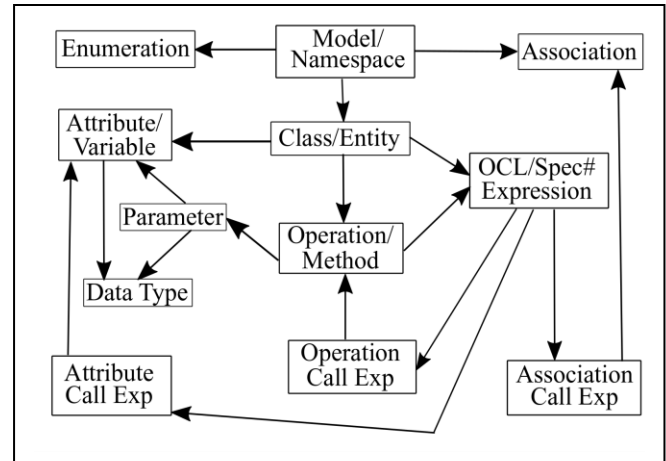 Enumeration
Model/
Namespace
Association
Attribute/
Variable
Class/Entity
OCL/Spec#
Expression
Parameter
Operation/
Method
Data Type
Attribute
Call Exp
Operation
Call Exp
Association
Call Exp